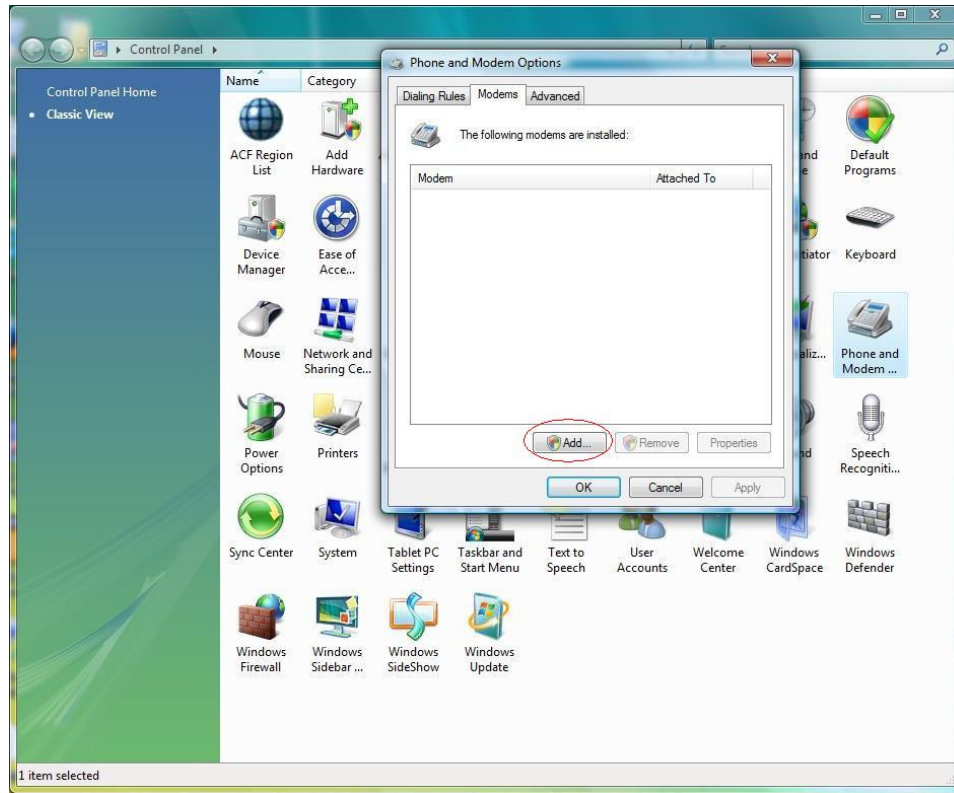 Control Panel
Control Panel Home
Classic View
Name Category
ACF Region List
Add Hardware
Default Programs
Device Manager
Ease of Acce...
Keyboard
Mouse
Network and Sharing Ce...
Phone and Modem ...
Power Options
Printers
Speech Recogniti...
Sync Center
System
Tablet PC Settings
Taskbar and Start Menu
Text to Speech
User Accounts
Welcome Center
Windows CardSpace
Windows Defender
Windows Firewall
Windows Sidebar ...
Windows SideShow
Windows Update
1 item selected
Phone and Modem Options
Dialing Rules Modems Advanced
The following modems are installed:
Modem Attached To
Add... Remove Properties
OK Cancel Apply